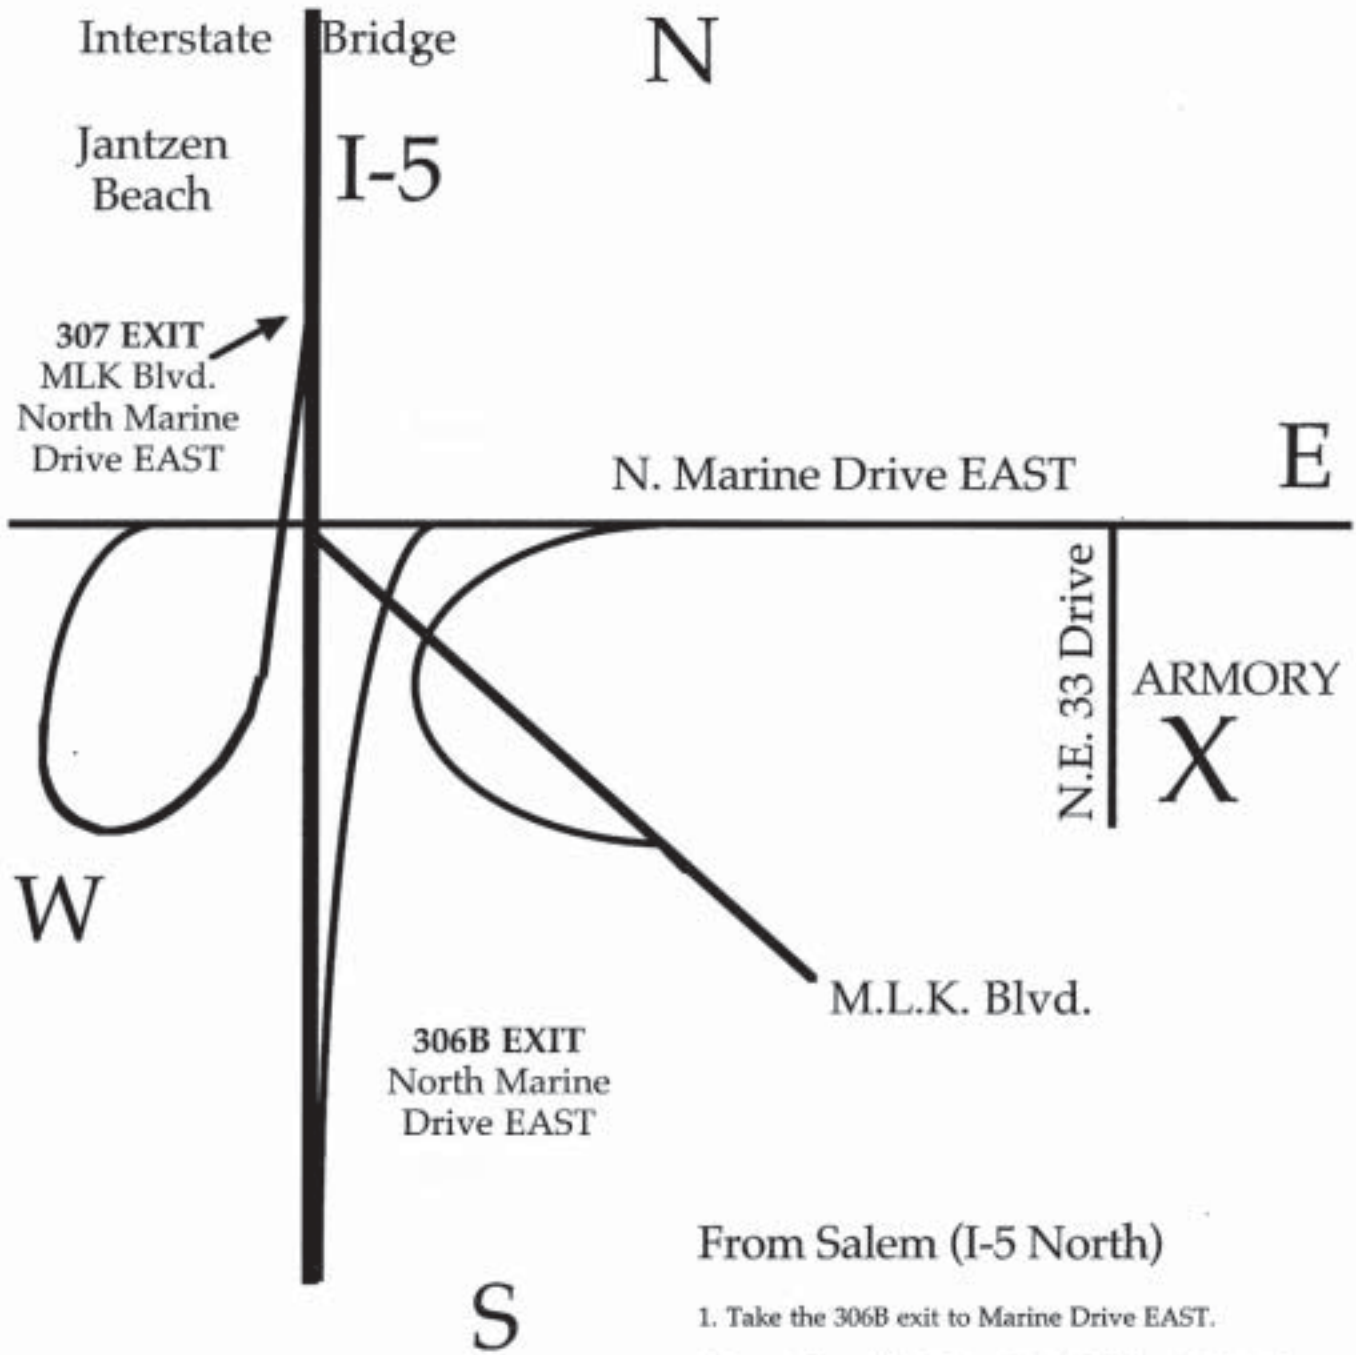 Interstate Bridge
N
Jantzen
Beach
I-5
307 EXIT
MLK Blvd.
North Marine
Drive EAST
E
N. Marine Drive EAST
N.E. 33 Drive
ARMORY
X
W
M.L.K. Blvd.
306B EXIT
North Marine
Drive EAST
S
From Salem (I-5 North)
1. Take the 306B exit to Marine Drive EAST.